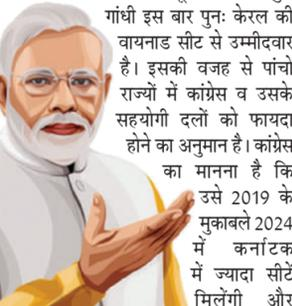 गांधी इस बार पुनः केरल की
वायनाड सीट से उम्मीदवार
है। इसकी वजह से पांचो
राज्यों में कांग्रेस व उसके
सहयोगी दलों को फायदा
होने का अनुमान है। कांग्रेस
का मानना है कि
उसे 2019 के
मुकाबले 2024
में कर्नाटक
में ज्यादा सीटें
मिलेंगी और